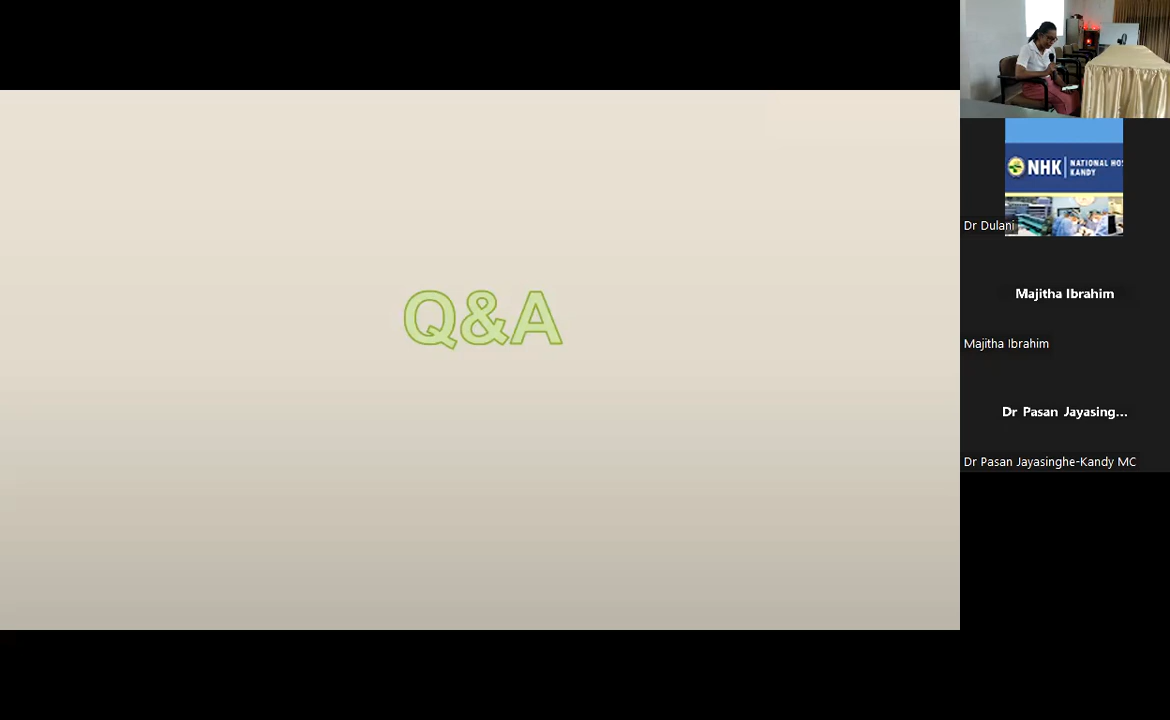 Q&A
NHK
NATIONAL HOS
KANDY
Dr Dulani
Majitha Ibrahim
Majitha Ibrahim
Dr Pasan Jayasing...
Dr Pasan Jayasinghe-Kandy MC